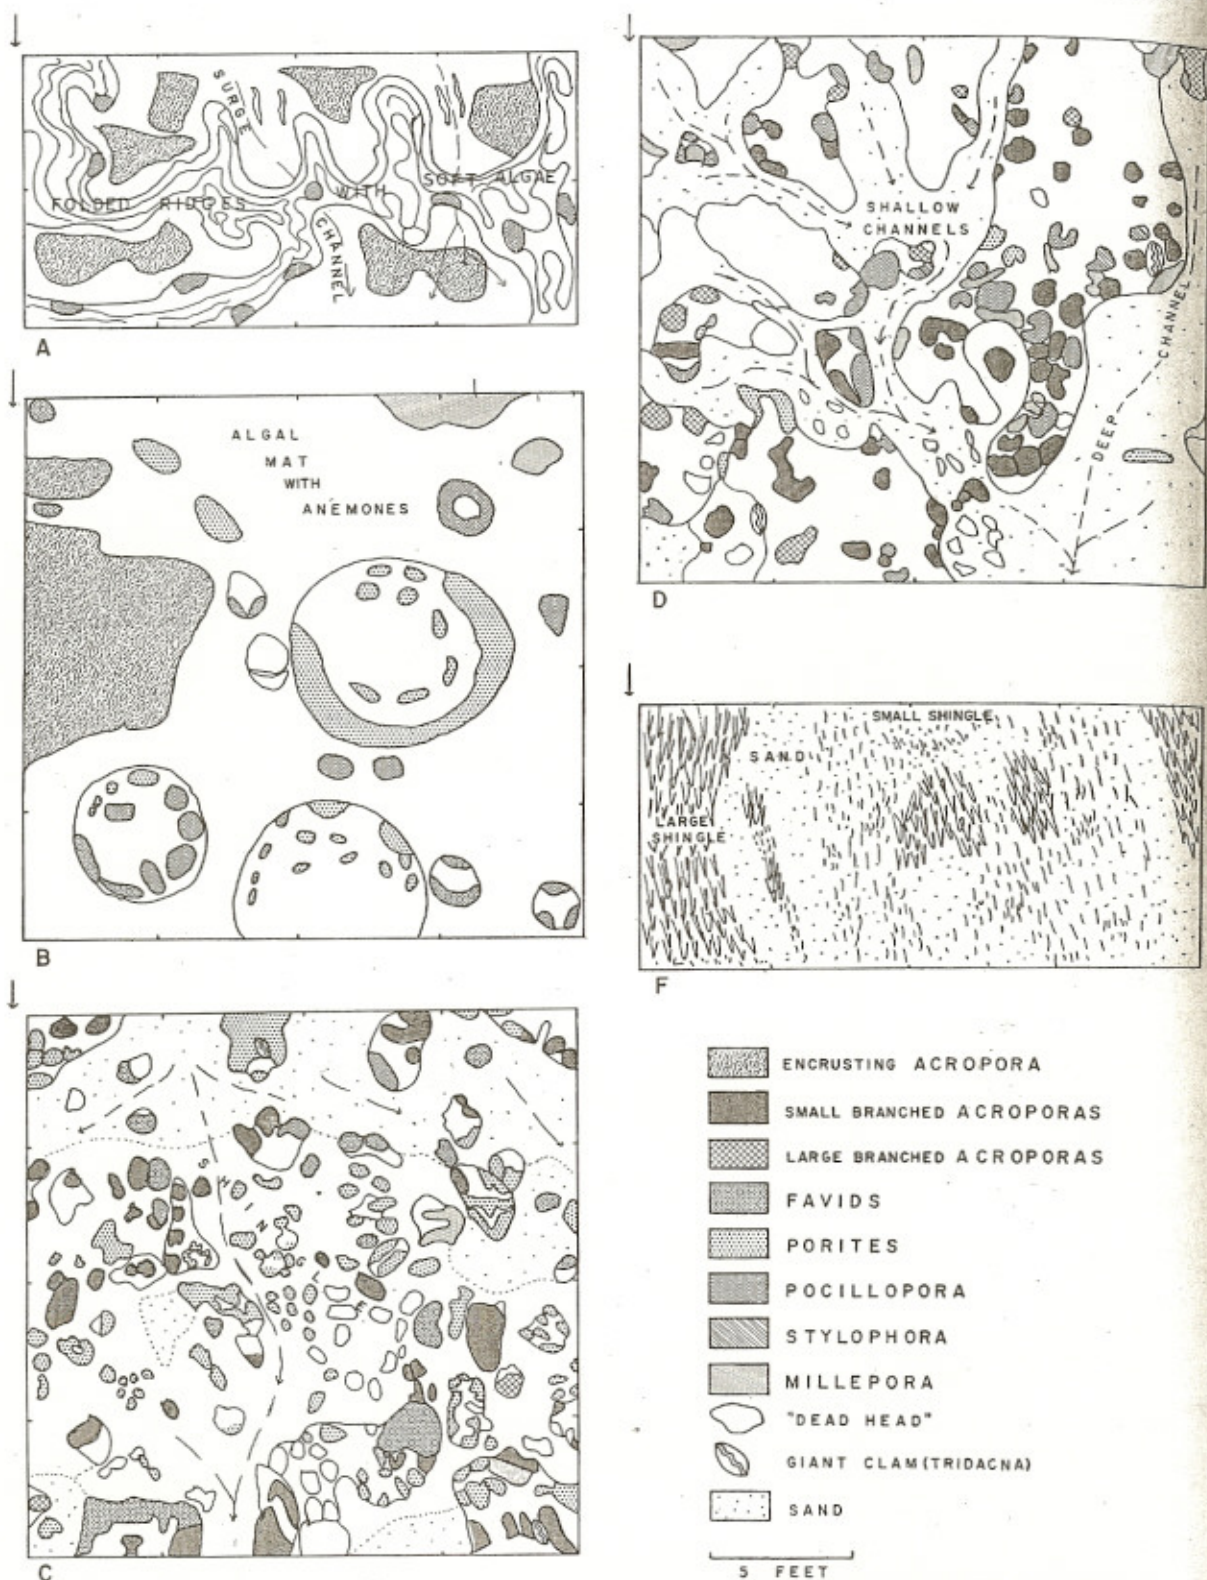 SURGE
FOLDED RIDGES WITH SOFT ALGAE
CHANNEL
A
ALGAL
MAT
WITH
ANEMONES
B
SHINGLE
C
SHALLOW
CHANNELS
DEEP CHANNEL
D
SMALL SHINGLE
SAND
LARGE
SHINGLE
F
ENCRUSTING ACROPORA
SMALL BRANCHED ACROPORAS
LARGE BRANCHED ACROPORAS
FAVIDS
PORITES
POCILLOPORA
STYLOPHORA
MILLEPORA
"DEAD HEAD"
GIANT CLAM (TRIDACNA)
SAND
5 FEET